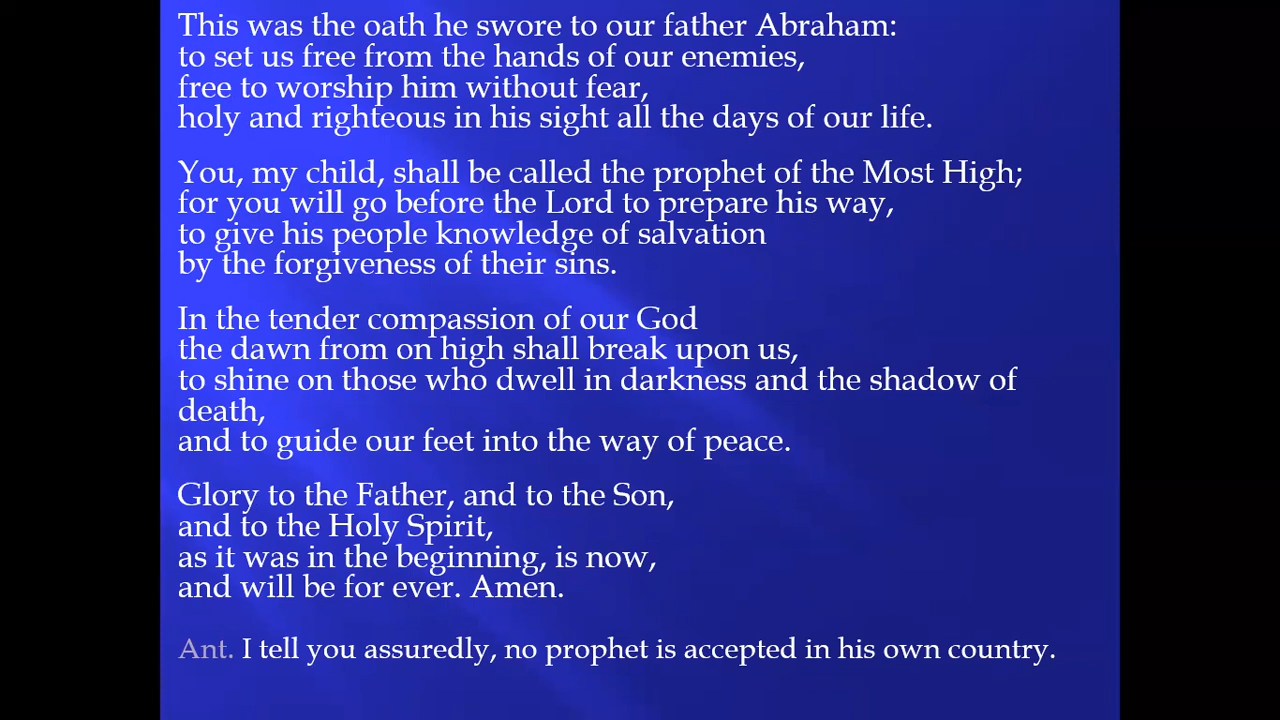 This was the oath he swore to our father Abraham:
to set us free from the hands of our enemies,
free to worship him without fear,
holy and righteous in his sight all the days of our life.
You, my child, shall be called the prophet of the Most High;
for you will go before the Lord to prepare his way,
to give his people knowledge of salvation
by the forgiveness of their sins.
In the tender compassion of our God
the dawn from on high shall break upon us,
to shine on those who dwell in darkness and the shadow of
death,
and to guide our feet into the way of peace.
Glory to the Father, and to the Son,
and to the Holy Spirit,
as it was in the beginning, is now,
and will be for ever. Amen.
Ant. I tell you assuredly, no prophet is accepted in his own country.